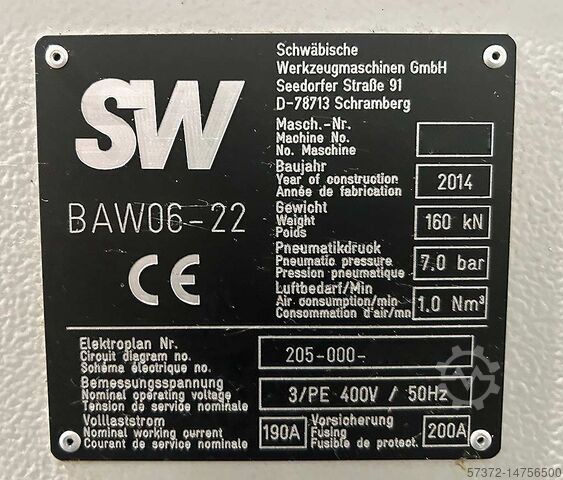 SW
BAW06-22
CE
Schwäbische
Werkzeugmaschinen GmbH
Seedorfer Straße 91
D-78713 Schramberg
Masch.-Nr.
Machine No.
No. Maschine
Baujahr
Year of construction
Année de fabrication
2014
Gewicht
Weight
Poids
160 kN
Pneumatikdruck
Pneumatic pressure
Pression pneumatique
7.0 bar
Luftbedarf/Min
Air consumption/min
Consommation d'air/mn
1.0 Nm³
Elektroplan Nr.
Circuit diagram no.
Schéma électrique no.
205-000-
Bemessungsspannung
Nominal operating voltage
Tension de service nominale
3/PE 400V / 50Hz
Vollaststrom
Nominal working current
Courant de service nominale
190A
Vorsicherung
Fusing
Fusible de protect.
200A
57372-14756500